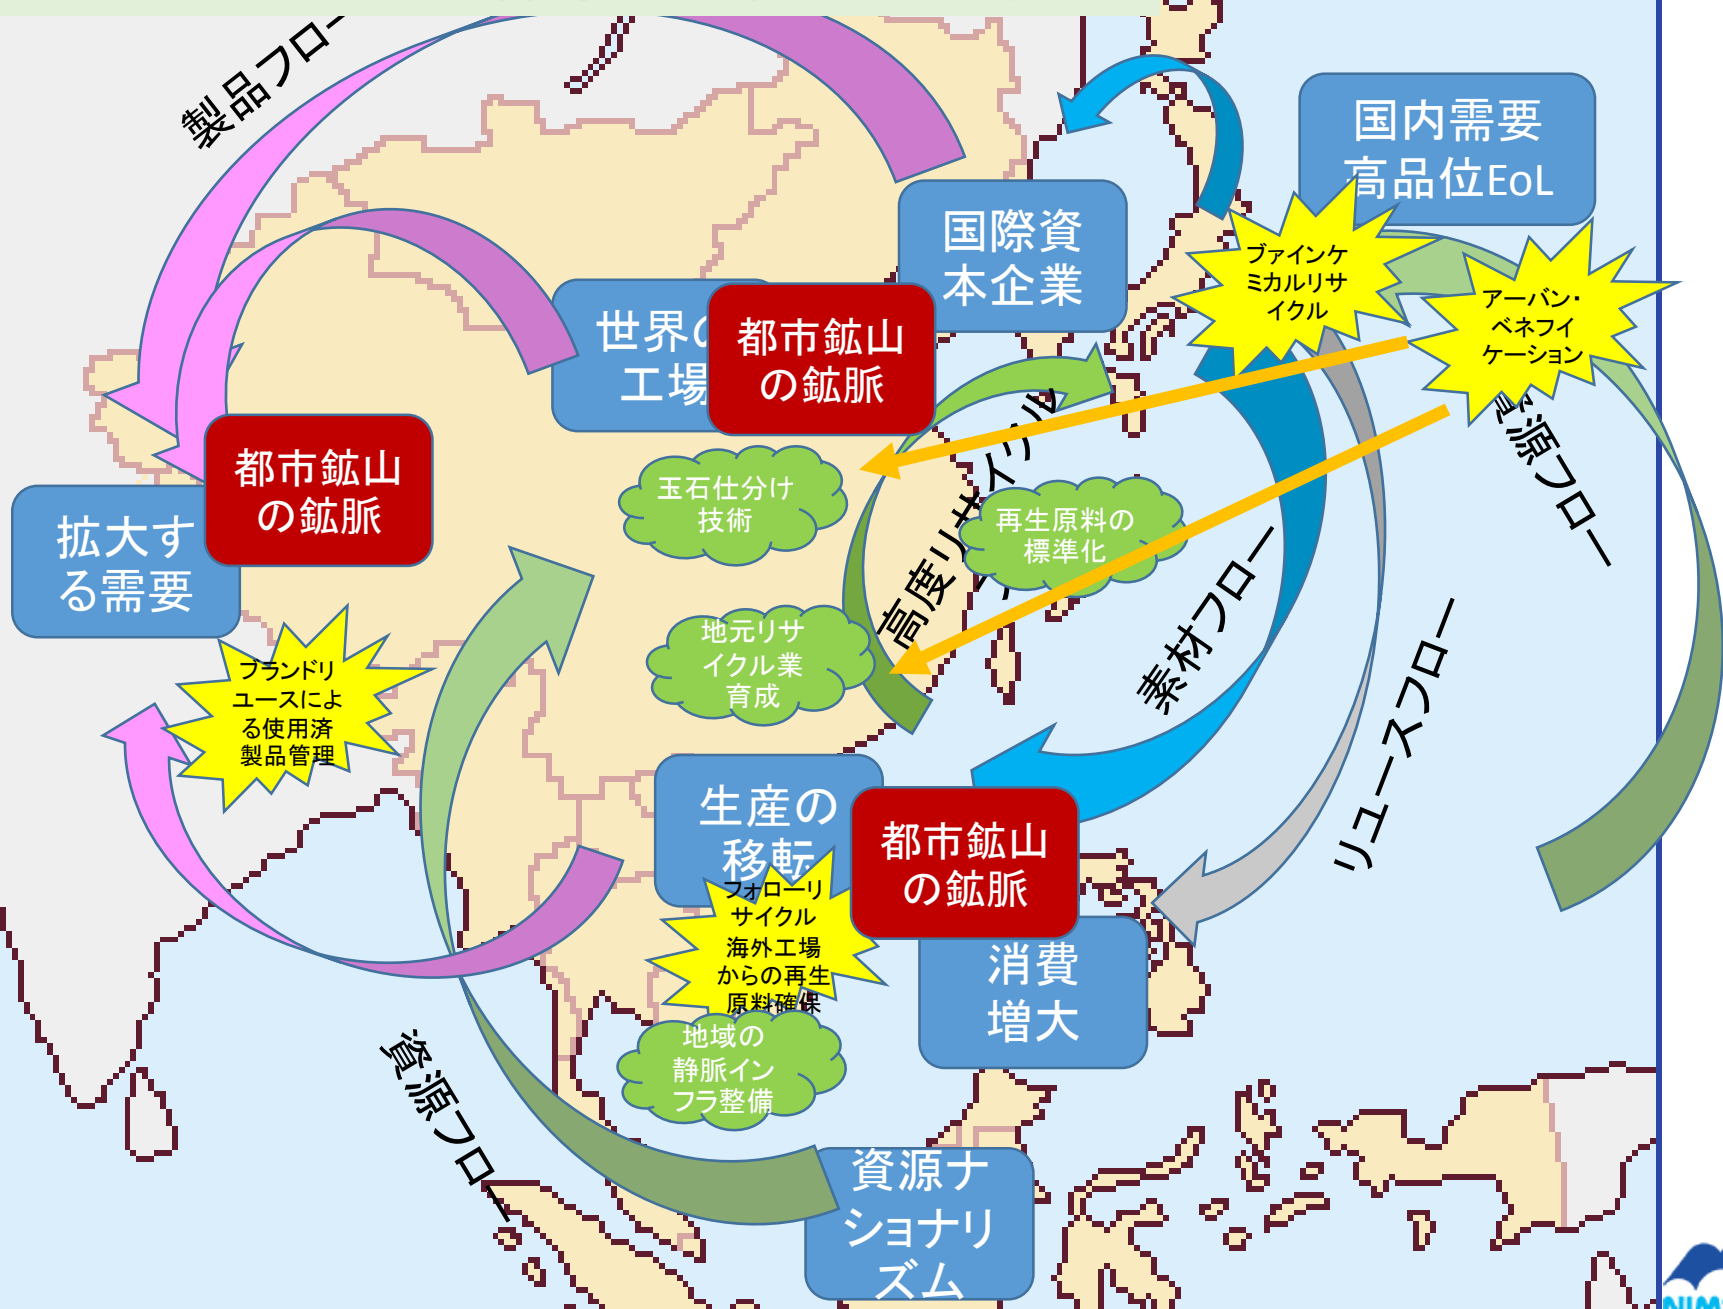 製品フロー
国内需要
高品位EoL
国際資
本企業
ブァインケ
ミカルリサ
イクル
アーバン・
ベネフイ
ケーション
世界の
工場
都市鉱山
の鉱脈
都市鉱山
の鉱脈
拡大す
る需要
玉石仕分け
技術
再生原料の
標準化
高度リサイクル
資源フロー
素材フロー
リユースフロー
地元リサ
イクル業
育成
ブランドリ
ユースによ
る使用済
製品管理
生産の
移転
都市鉱山
の鉱脈
フォローリ
サイクル
海外工場
からの再生
原料確保
消費
増大
地域の
静脈イン
フラ整備
資源フロー
資源ナ
ショナリ
ズム